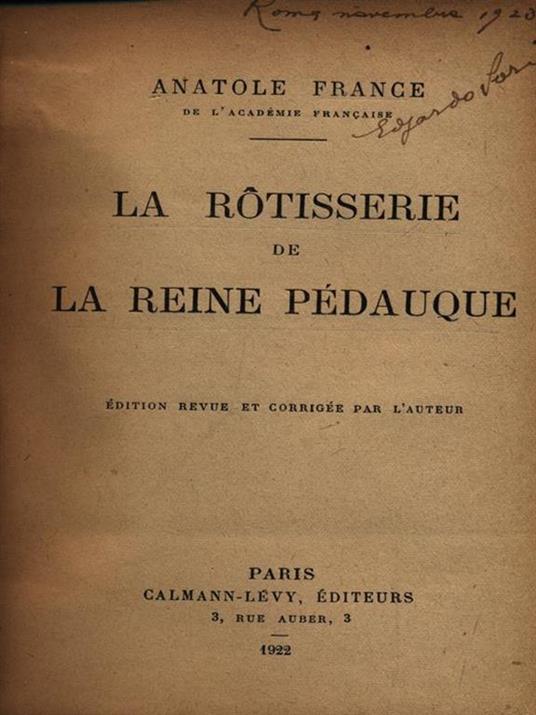 Roma novembre 1923
ANATOLE FRANCE
DE L'ACADÉMIE FRANÇAISE
Edgardo
LA RÔTISSERIE
DE
LA REINE PÉDAUQUE
ÉDITION REVUE ET CORRIGÉE PAR L'AUTEUR
PARIS
CALMANN-LÉVY, ÉDITEURS
3, RUE AUBER, 3
1922